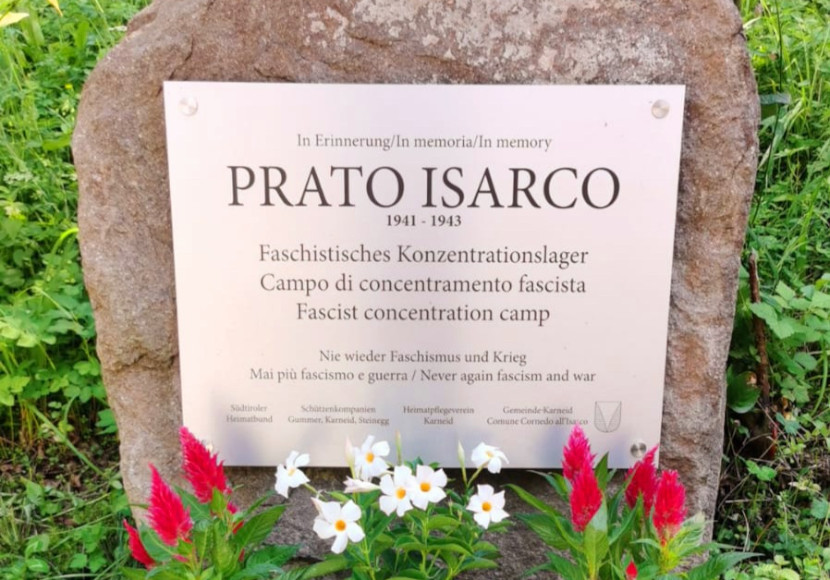 In Erinnerung/In memoria/In memory
PRATO ISARCO
1941 - 1943
Faschistisches Konzentrationslager
Campo di concentramento fascista
Fascist concentration camp
Nie wieder Faschismus und Krieg
Mai più fascismo e guerra / Never again fascism and war
Südtiroler
Heimatbund
Schützenkompanien
Gummer, Karneid, Steinegg
Heimatpflegeverein
Karneid
Gemeinde Karneid
Comune Cornedo all'Isarco